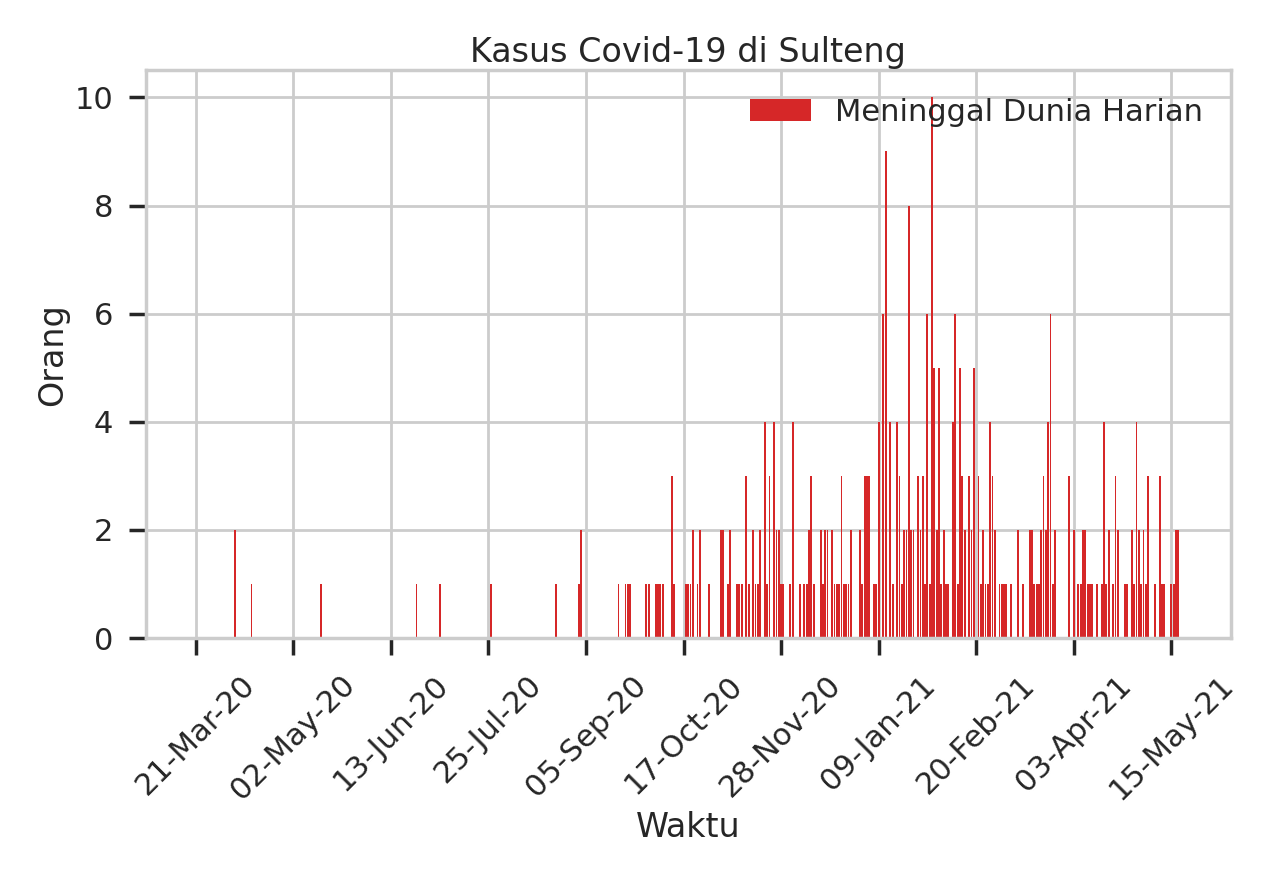 Kasus Covid-19 di Sulteng
Meninggal Dunia Harian
Orang
10
8
6
4
2
0
21-Mar-20
02-May-20
13-Jun-20
25-Jul-20
05-Sep-20
17-Oct-20
28-Nov-20
09-Jan-21
20-Feb-21
03-Apr-21
15-May-21
Waktu